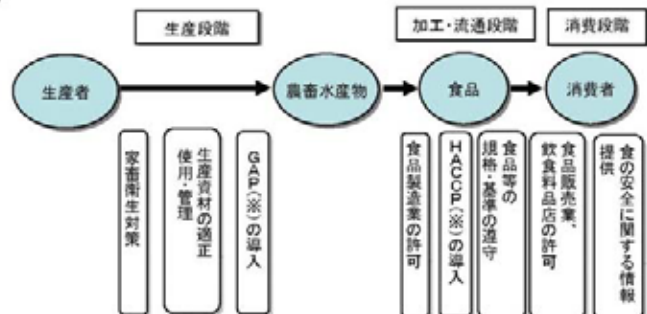 生産段階
加工・流通段階
消費段階
生産者
農畜水産物
食品
消費者
家畜衛生対策
生産資材の適正
使用・管理
GAP(※)の導入
食品製造業の許可
HACCP(※)の導入
食品等の
規格・基準の遵守
食品販売業、
飲食料品店の許可
食の安全に関する情報
提供